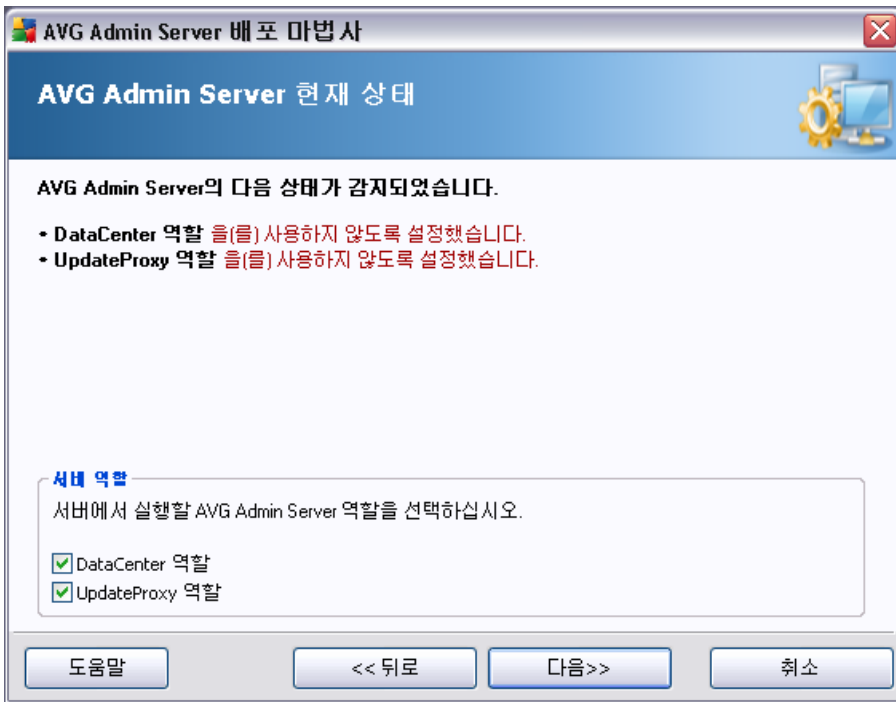 AVG Admin Server 배포 마법사
AVG Admin Server 현재 상태
AVG Admin Server의 다음 상태가 감지되었습니다.
• DataCenter 역할 을(를) 사용하지 않도록 설정했습니다.
• UpdateProxy 역할 을(를) 사용하지 않도록 설정했습니다.
서버 역할
서버에서 실행할 AVG Admin Server 역할을 선택하십시오.
DataCenter 역할
UpdateProxy 역할
도움말
<< 뒤로
다음>>
취소